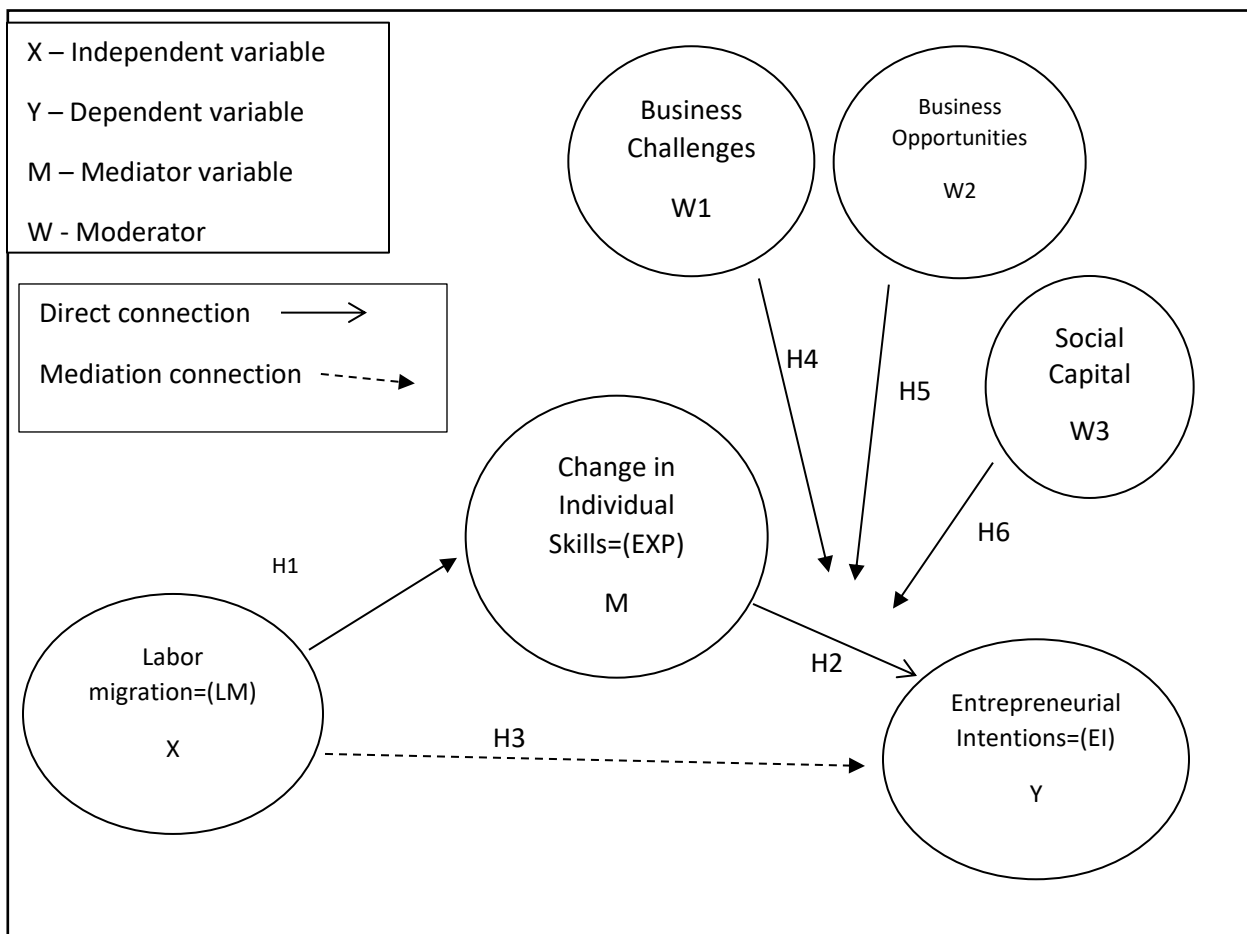 X – Independent variable
Y – Dependent variable
M – Mediator variable
W - Moderator
Direct connection
Mediation connection
Business
Challenges
W1
Business
Opportunities
W2
Social
Capital
W3
H4
H5
H6
Change in
Individual
Skills=(EXP)
M
H1
H2
Labor
migration=(LM)
X
H3
Entrepreneurial
Intentions=(EI)
Y